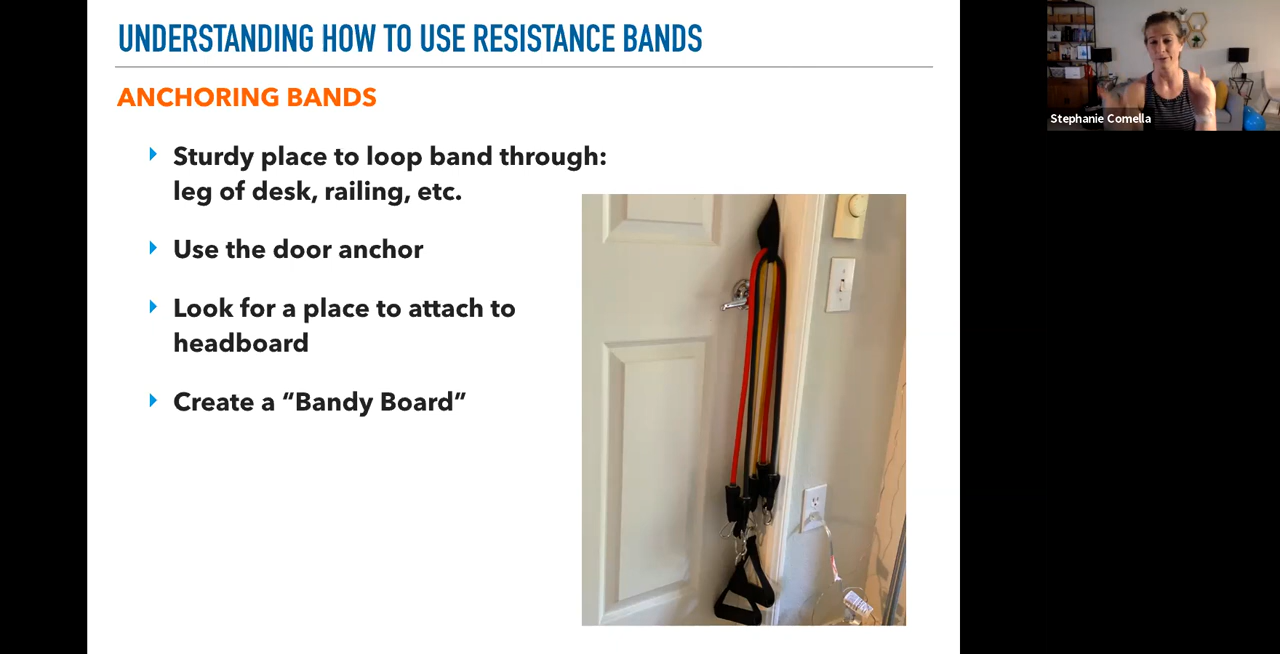 UNDERSTANDING HOW TO USE RESISTANCE BANDS
ANCHORING BANDS
Sturdy place to loop band through:
leg of desk, railing, etc.
Use the door anchor
Look for a place to attach to
headboard
Create a “Bandy Board”
Stephanie Comella